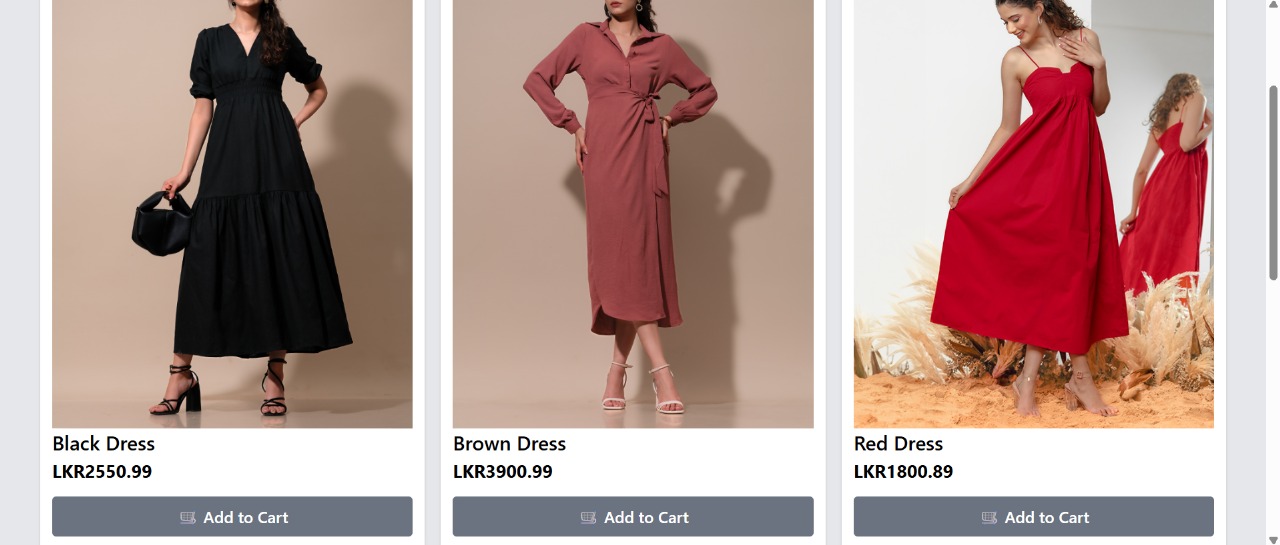 Black Dress
LKR2550.99
Add to Cart
Brown Dress
LKR3900.99
Add to Cart
Red Dress
LKR1800.89
Add to Cart